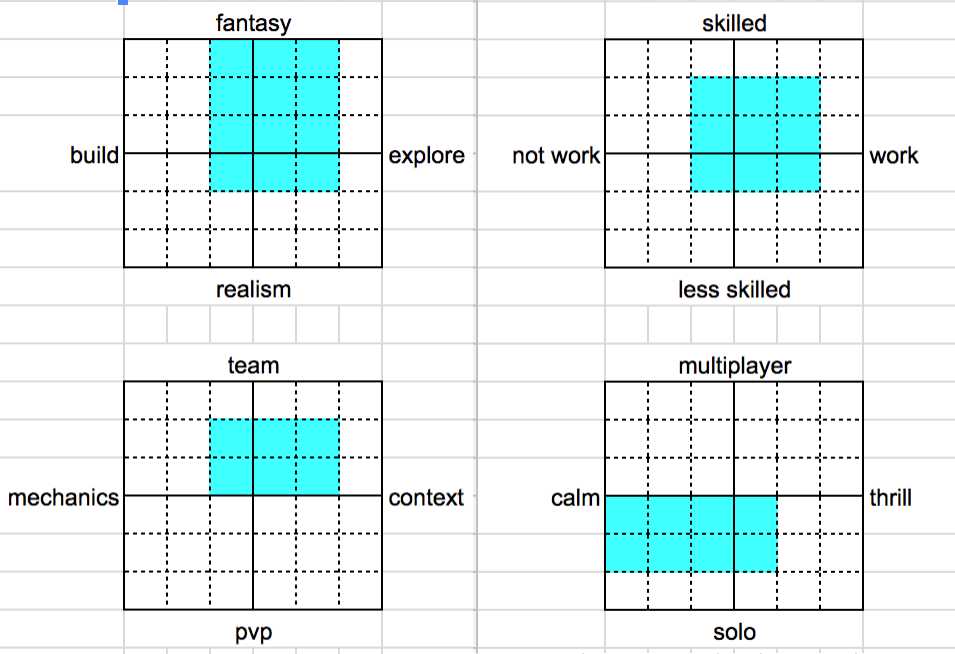 fantasy
skilled
build
explore
not work
work
realism
less skilled
team
multiplayer
mechanics
context
calm
thrill
pvp
solo